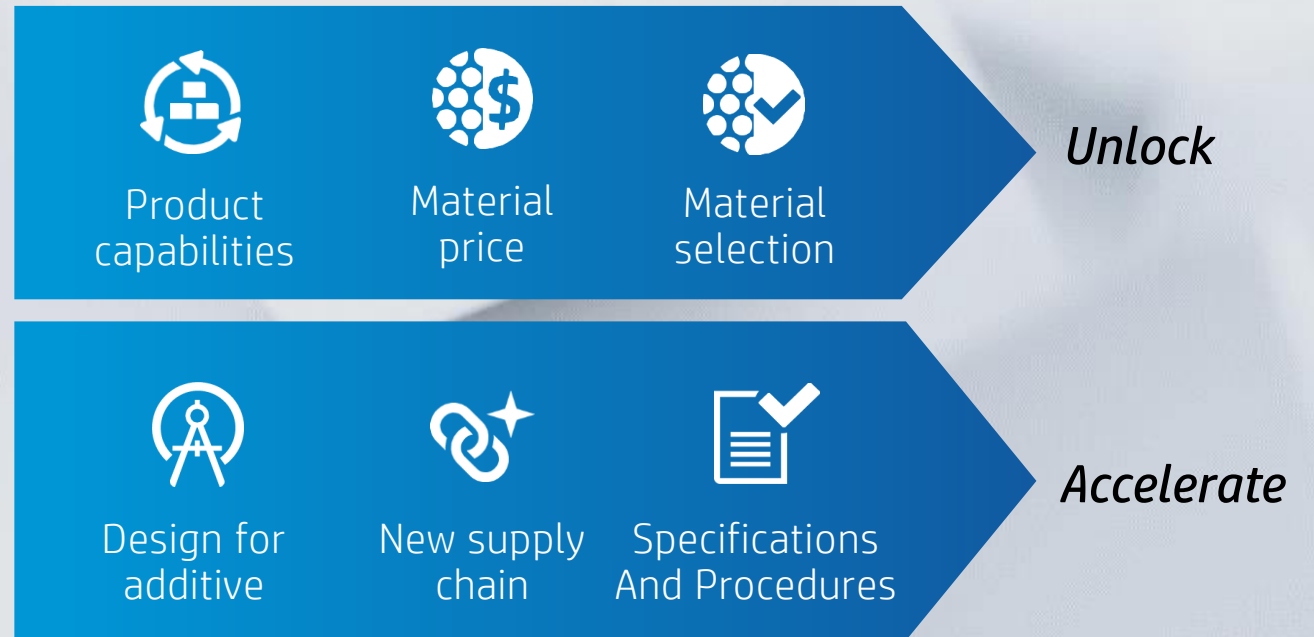 $
Product
capabilities
Material
price
Material
selection
Unlock
Design for
additive
New supply
chain
Specifications
And Procedures
Accelerate